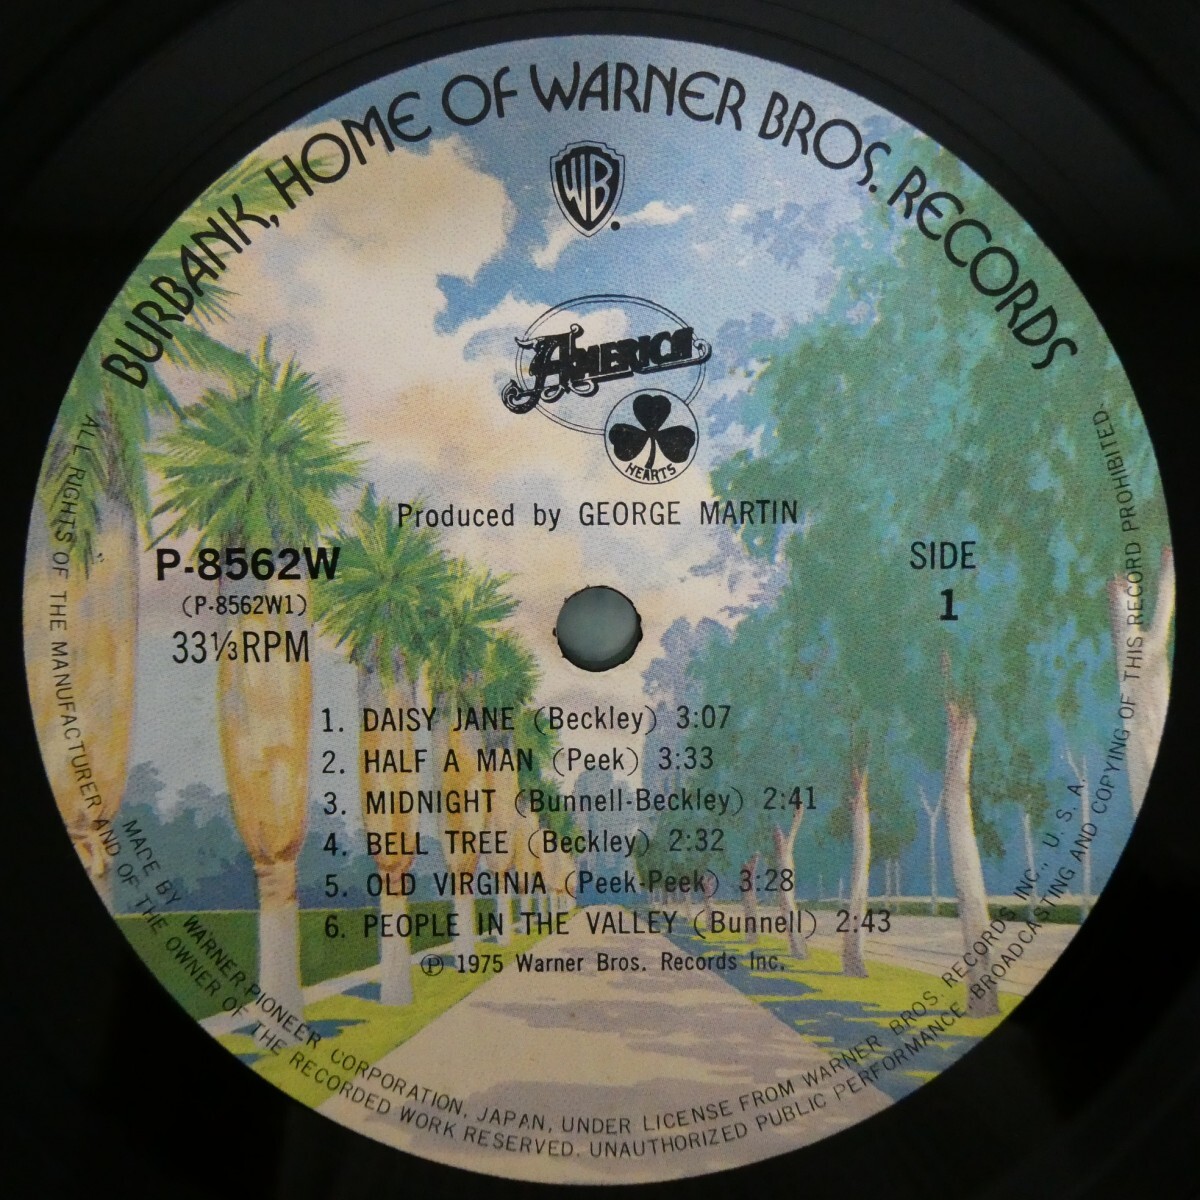 BURBANK, HOME OF WARNER BROS. RECORDS
WB
AMERICA
HEARTS
Produced by GEORGE MARTIN
P-8562W
(P-8562W1)
33⅓RPM
SIDE
1
1. DAISY JANE (Beckley) 3:07
2. HALF A MAN (Peek) 3:33
3. MIDNIGHT (Bunnell-Beckley) 2:41
4. BELL TREE (Beckley) 2:32
5. OLD VIRGINIA (Peek-Peek) 3:28
6. PEOPLE IN THE VALLEY (Bunnell) 2:43
Ⓟ 1975 Warner Bros. Records Inc.
MADE BY WARNER-PIONEER CORPORATION, JAPAN, UNDER LICENSE FROM WARNER BROS. RECORDS INC., U. S. A.
ALL RIGHTS OF THE MANUFACTURER AND OF THE OWNER OF THE RECORDED WORK RESERVED. UNAUTHORIZED PUBLIC PERFORMANCE, BROADCASTING AND COPYING OF THIS RECORD PROHIBITED.